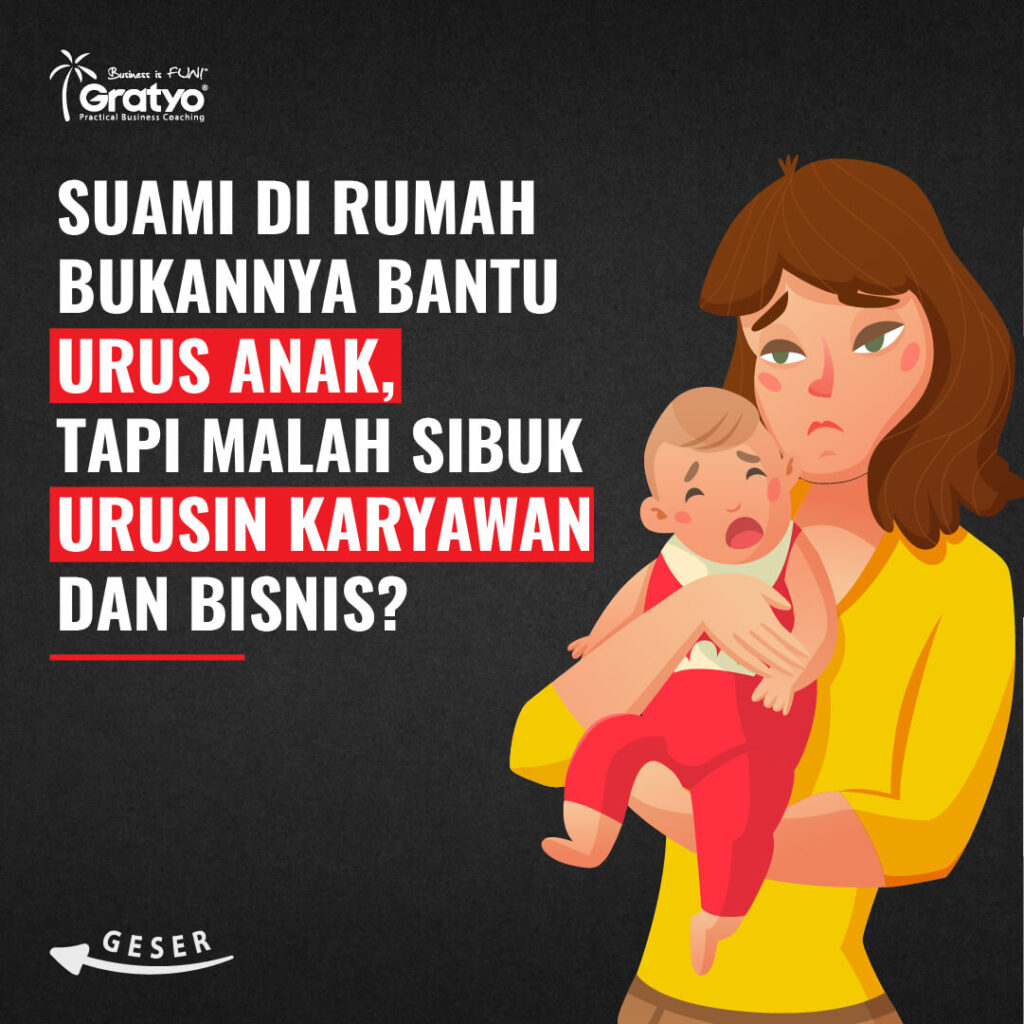 Business is FUN!™
Gratyo®
Practical Business Coaching
SUAMI DI RUMAH
BUKANNYA BANTU
URUS ANAK,
TAPI MALAH SIBUK
URUSIN KARYAWAN
DAN BISNIS?
GESER